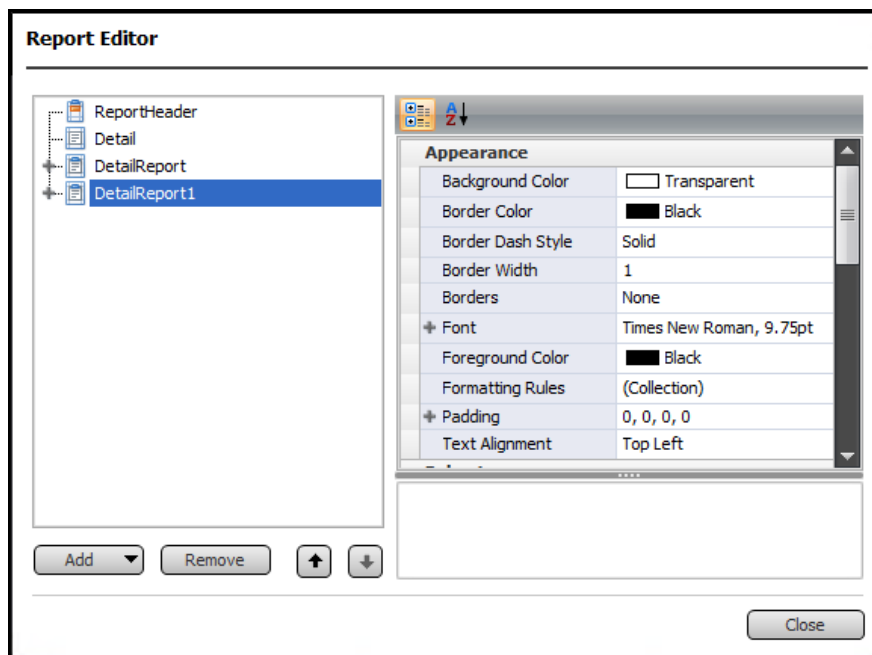 Report Editor
ReportHeader
Detail
DetailReport
DetailReport1
A
Z
Appearance
Background Color Transparent
Border Color Black
Border Dash Style Solid
Border Width 1
Borders None
Font Times New Roman, 9.75pt
Foreground Color Black
Formatting Rules (Collection)
Padding 0, 0, 0, 0
Text Alignment Top Left
Add Remove
Close